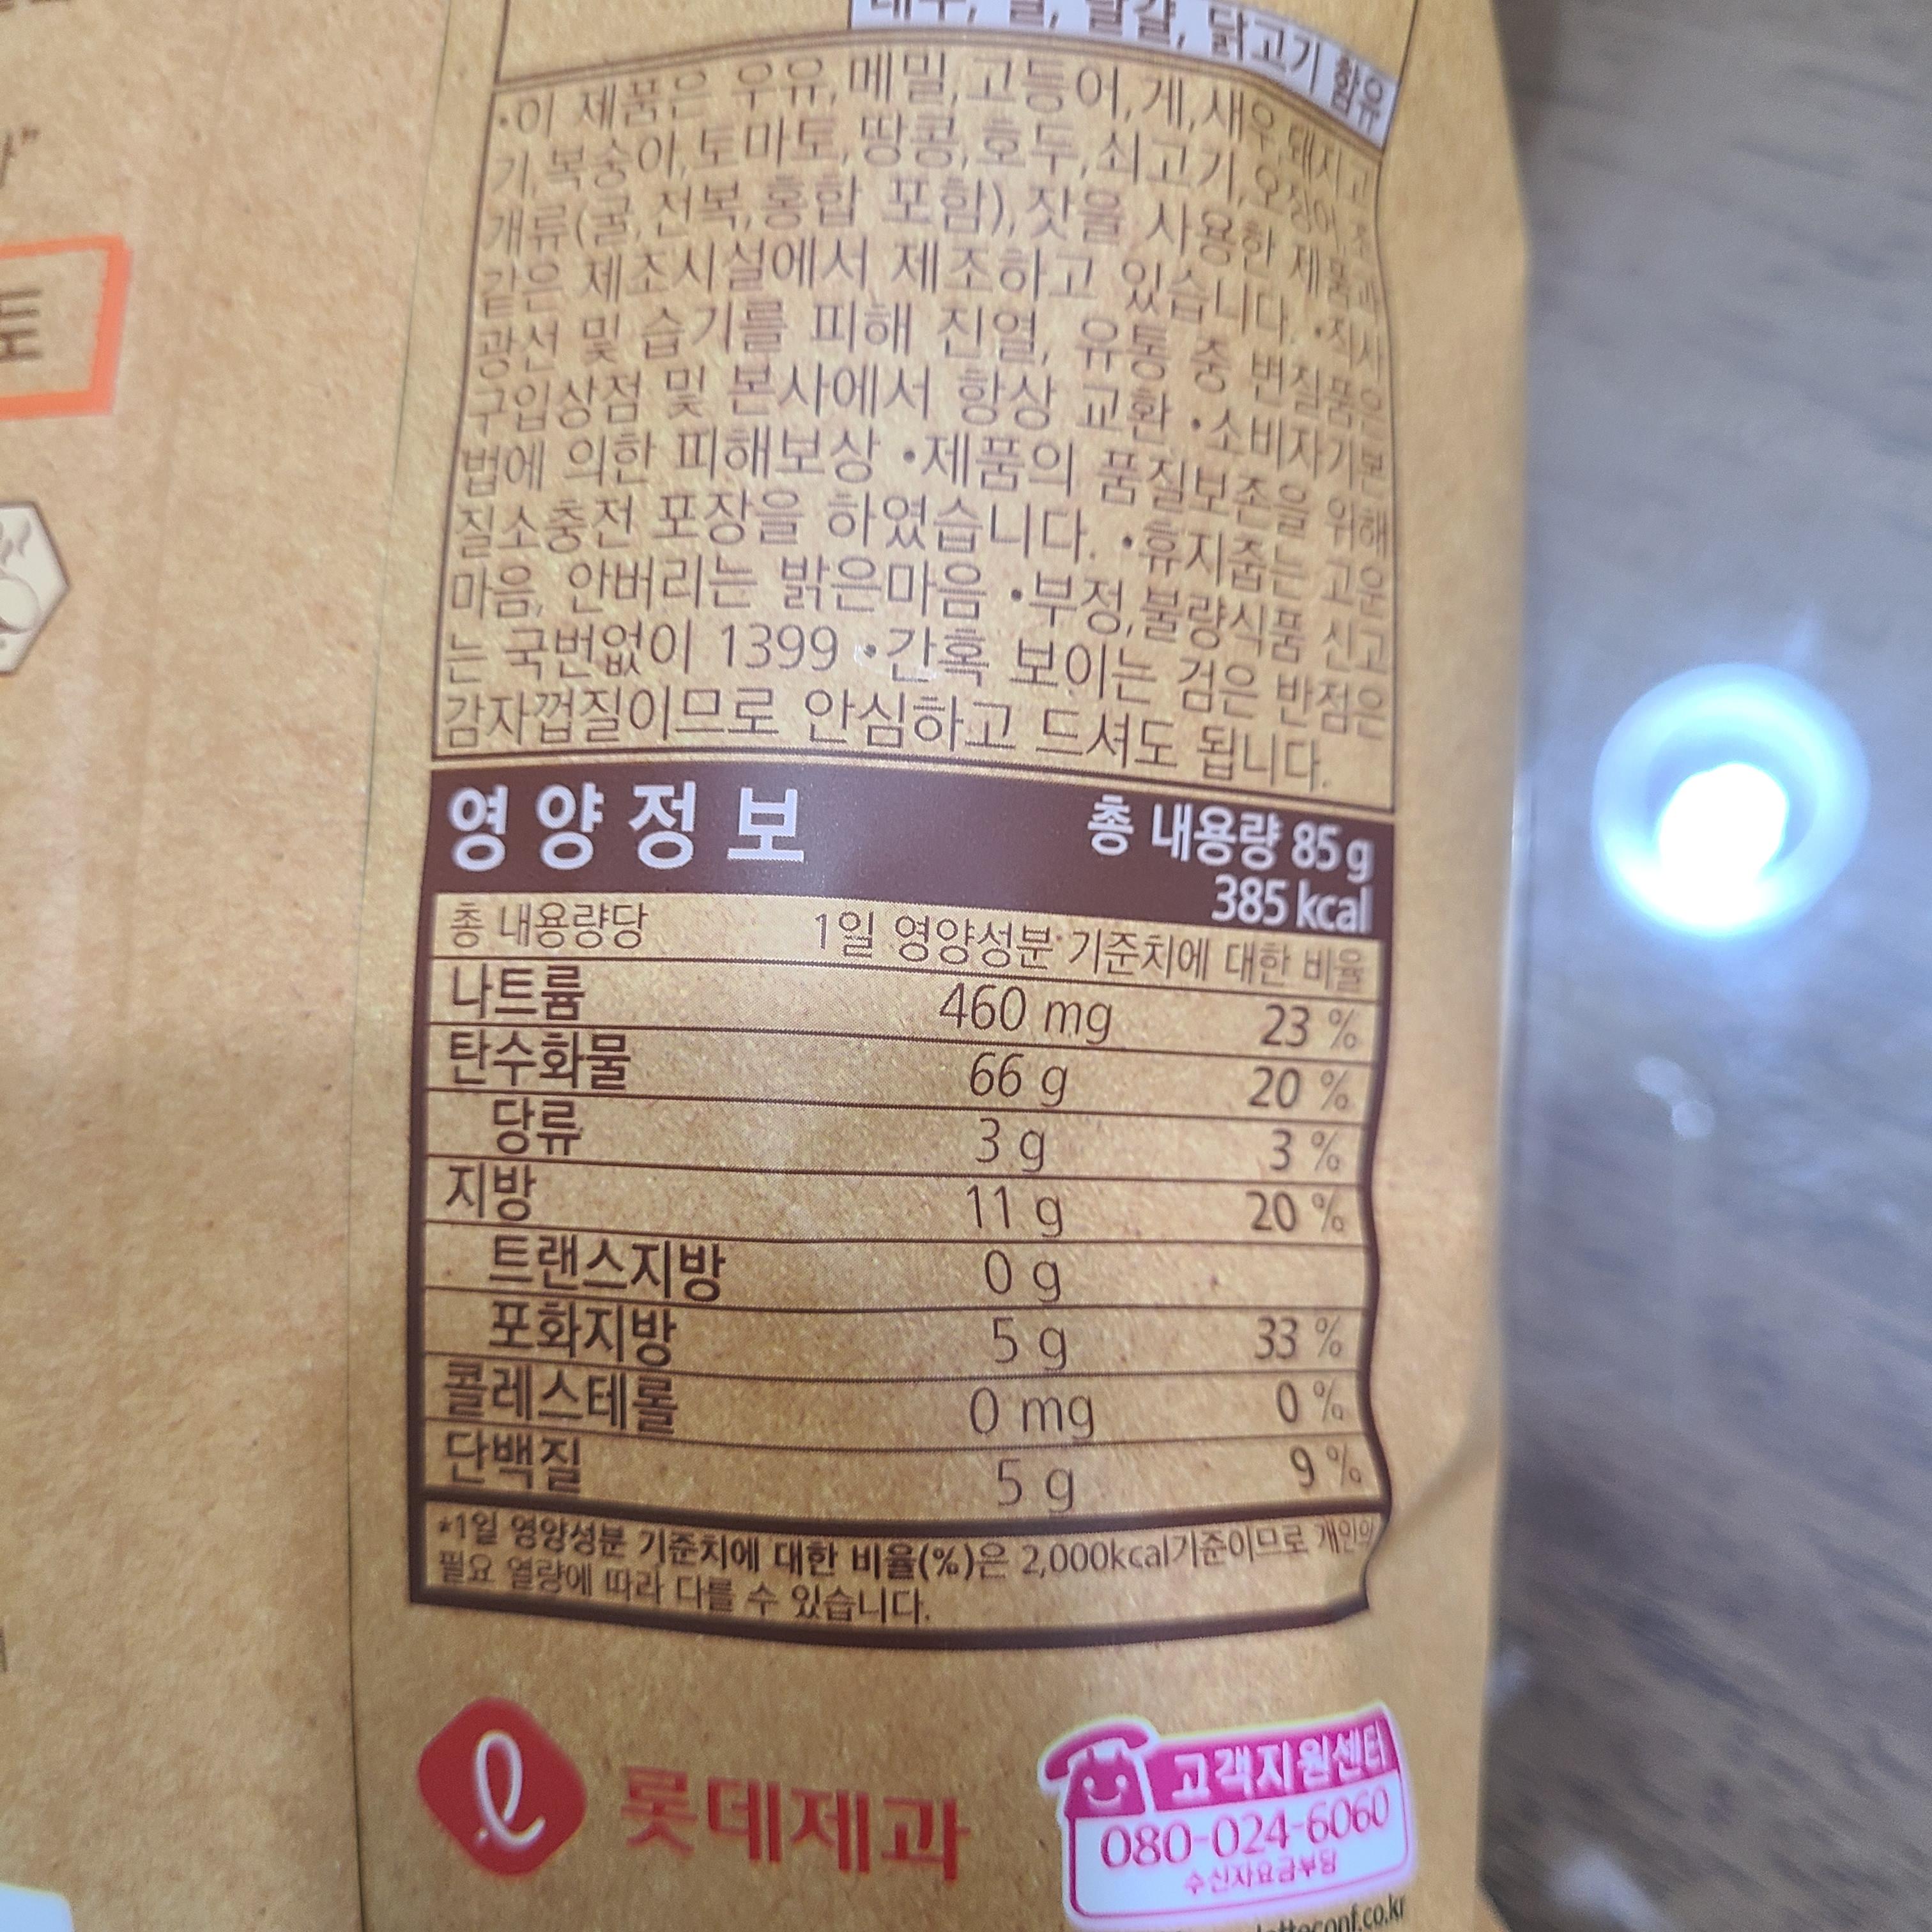 밀, 달걀, 닭고기 함유
•이 제품은 우유, 메밀, 고등어, 게, 새우, 돼지고
기, 복숭아, 토마토, 땅콩, 호두, 쇠고기, 오징어, 조
개류(굴, 전복, 홍합 포함), 잣을 사용한 제품과
같은 제조시설에서 제조하고 있습니다. •직사
광선 및 습기를 피해 진열, 유통 중 변질품은
구입상점 및 본사에서 항상 교환 •소비자기본
법에 의한 피해보상 •제품의 품질보존을 위해
질소충전 포장을 하였습니다. •휴지줍는 고운
마음, 안버리는 밝은마음 •부정,불량식품 신고
는 국번없이 1399 •간혹 보이는 검은 반점은
감자껍질이므로 안심하고 드셔도 됩니다.
영양정보 총 내용량 85 g
385 kcal
총 내용량당 1일 영양성분 기준치에 대한 비율
나트륨 460 mg 23 %
탄수화물 66 g 20 %
당류 3 g 3 %
지방 11 g 20 %
트랜스지방 0 g
포화지방 5 g 33 %
콜레스테롤 0 mg 0 %
단백질 5 g 9 %
*1일 영양성분 기준치에 대한 비율(%)은 2,000kcal기준이므로 개인의
필요 열량에 따라 다를 수 있습니다.
롯데제과
고객지원센터
080-024-6060
수신자요금부담